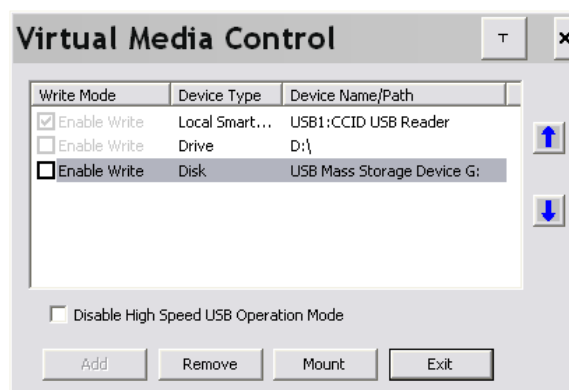 Virtual Media Control T ×
Write Mode Device Type Device Name/Path
Enable Write Local Smart... USB1:CCID USB Reader
Enable Write Drive D:\
Enable Write Disk USB Mass Storage Device G:
Disable High Speed USB Operation Mode
Add Remove Mount Exit